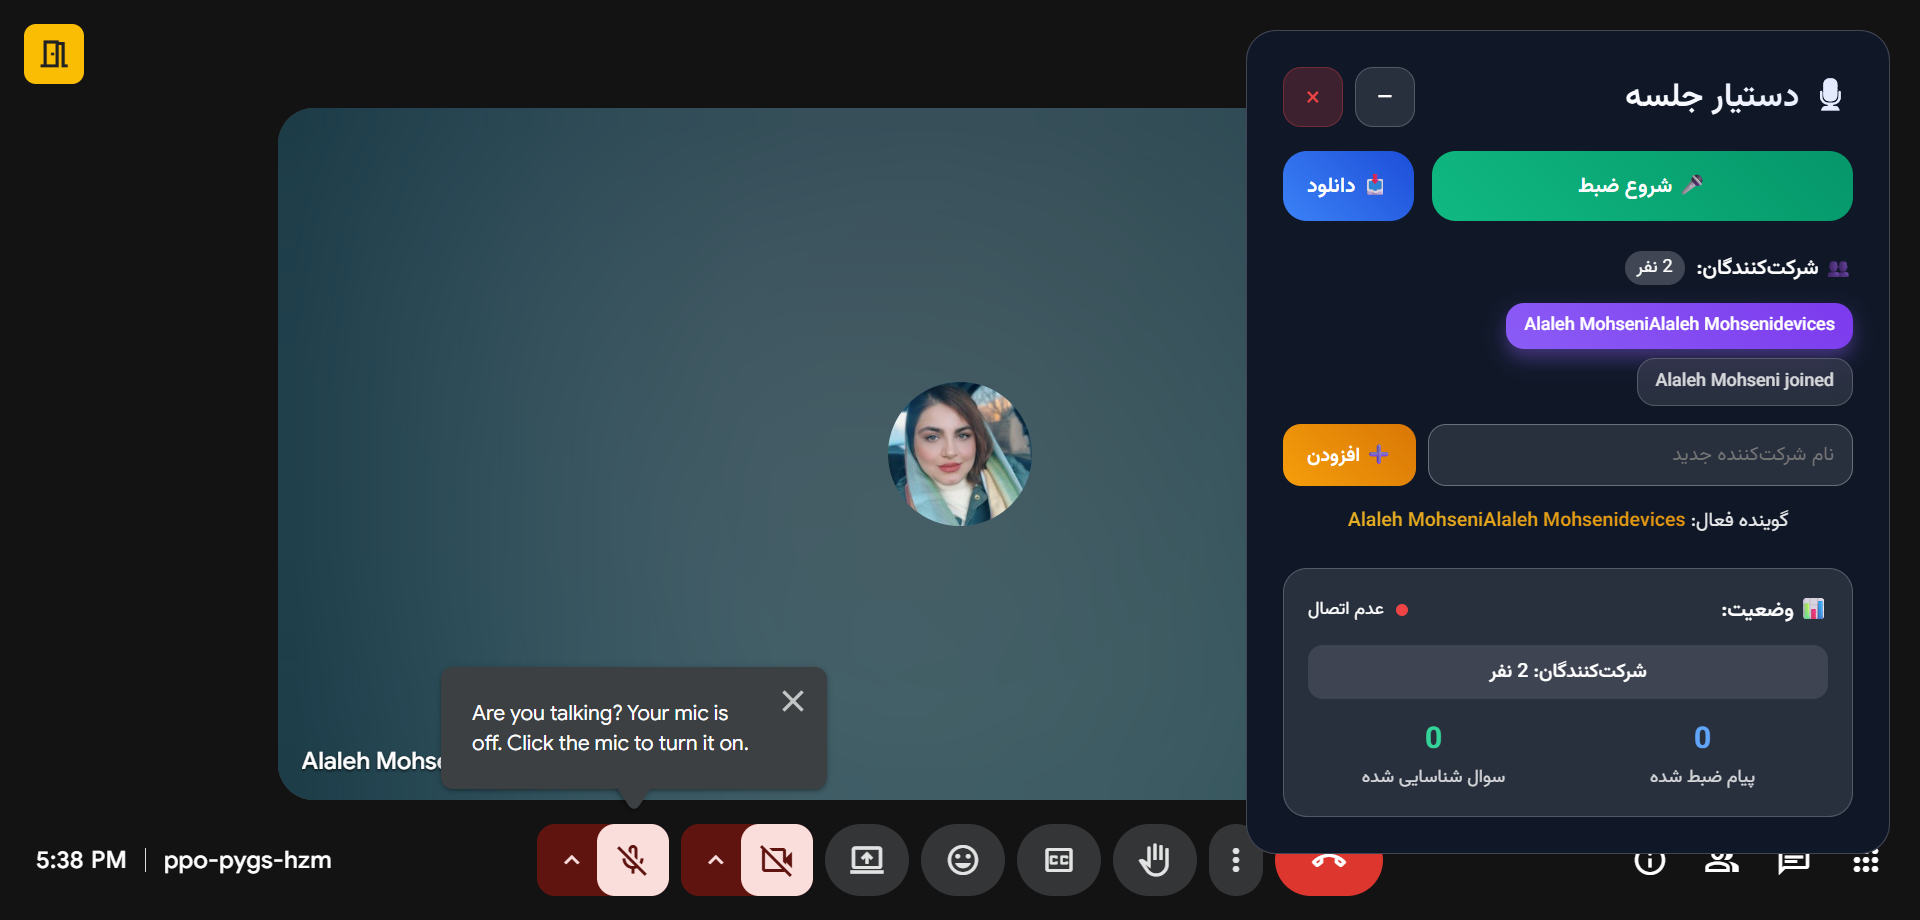 دستیار جلسه
شروع ضبط
دانلود
شرکت‌کنندگان: 2 نفر
Alaleh MohseniAlaleh Mohsenidevices
Alaleh Mohseni joined
نام شرکت‌کننده جدید
افزودن
گوینده فعال: Alaleh MohseniAlaleh Mohsenidevices
وضعیت:
عدم اتصال
شرکت‌کنندگان: 2 نفر
0
پیام ضبط شده
0
سوال شناسایی شده
Are you talking? Your mic is
off. Click the mic to turn it on.
Alaleh Mohse
5:38 PM | ppo-pygs-hzm
CC